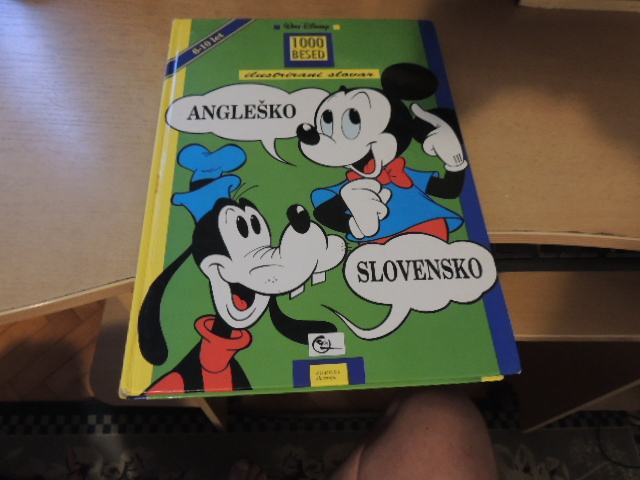 6-10 let
Walt Disney
1000
BESED
ilustrirani slovar
ANGLEŠKO
SLOVENSKO